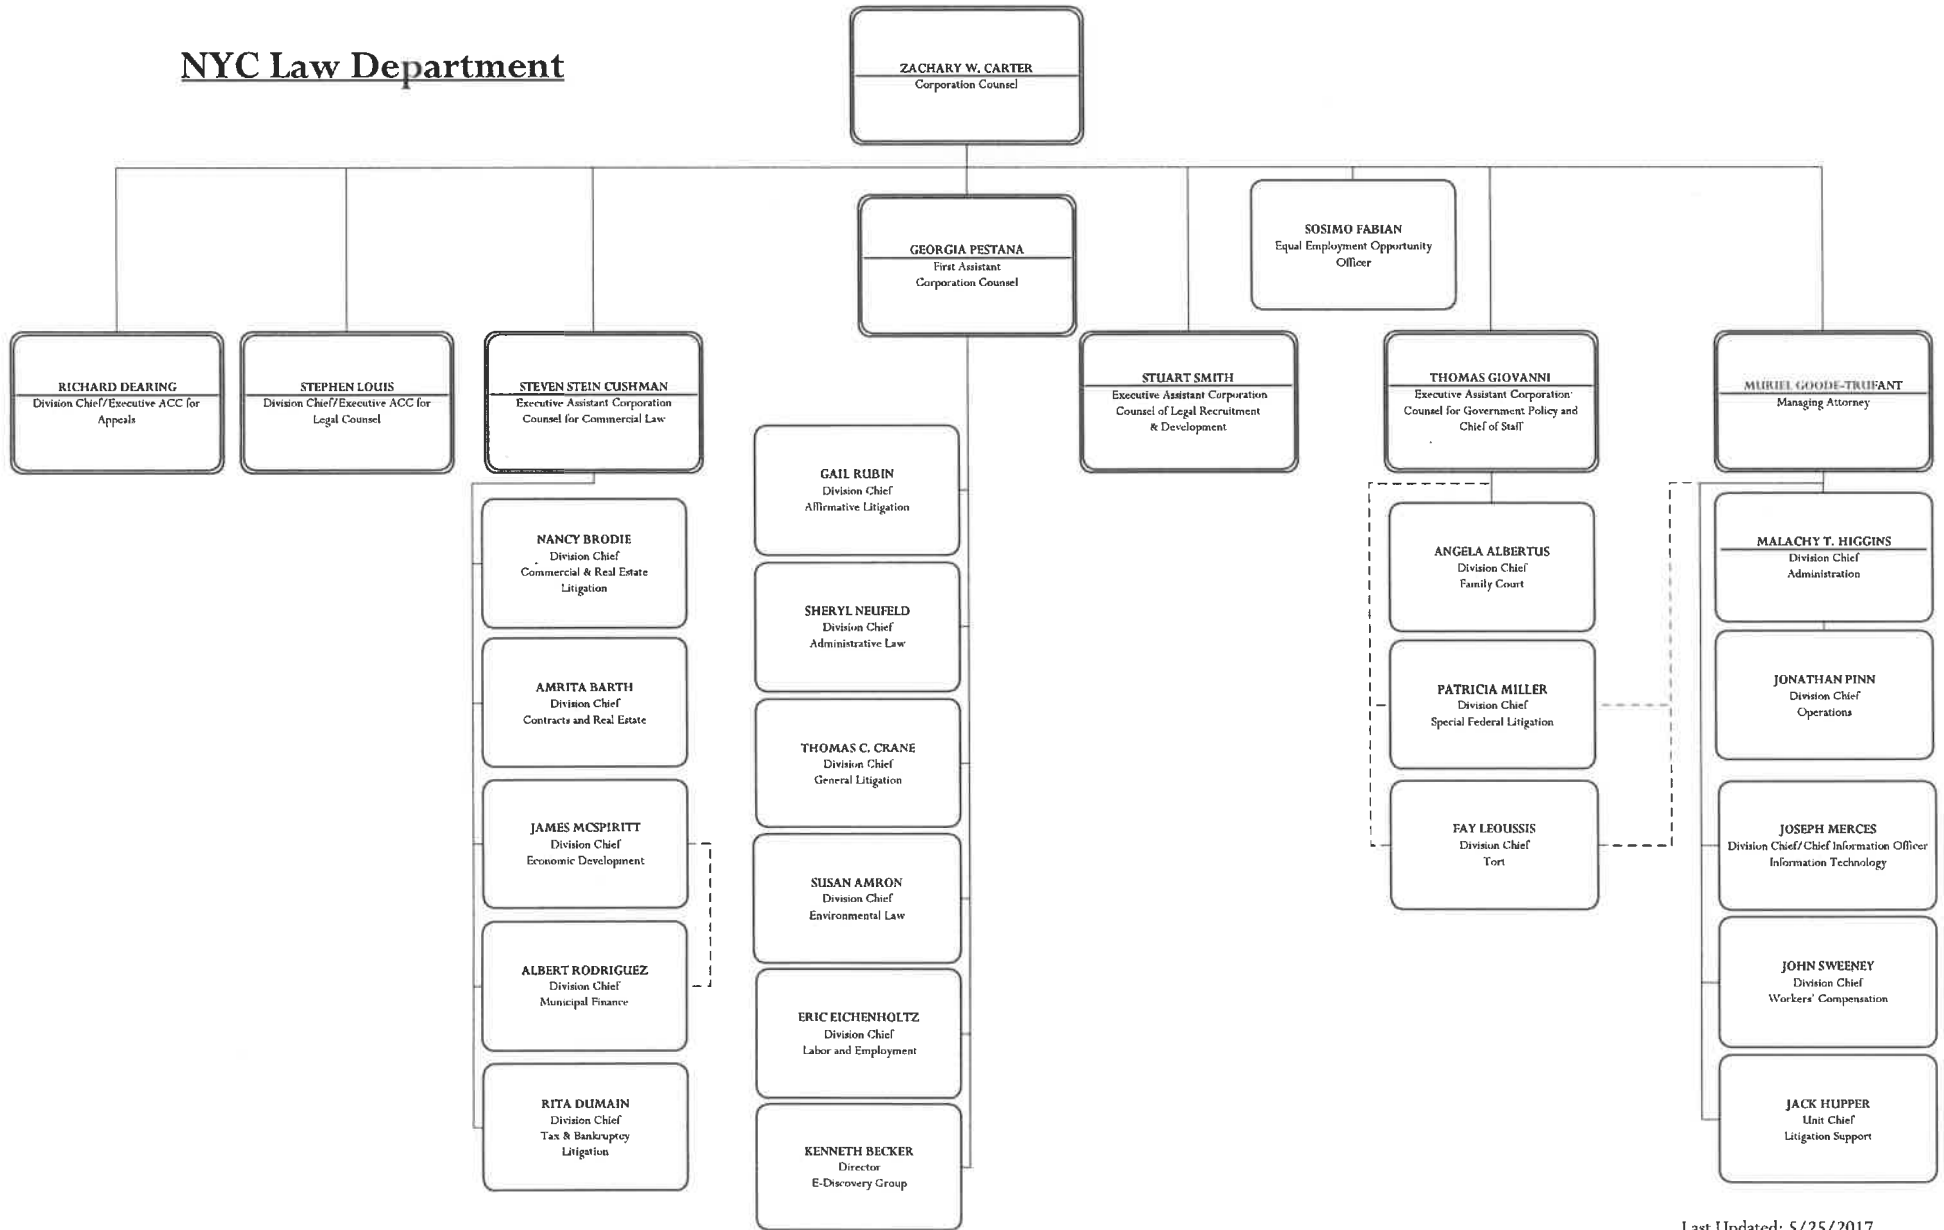 NYC Law Department
ZACHARY W. CARTER
Corporation Counsel
GEORGIA PESTANA
First Assistant
Corporation Counsel
SOSIMO FABIAN
Equal Employment Opportunity
Officer
RICHARD DEARING
Division Chief/Executive ACC for
Appeals
STEPHEN LOUIS
Division Chief/Executive ACC for
Legal Counsel
STEVEN STEIN CUSHMAN
Executive Assistant Corporation
Counsel for Commercial Law
STUART SMITH
Executive Assistant Corporation
Counsel of Legal Recruitment
& Development
THOMAS GIOVANNI
Executive Assistant Corporation
Counsel for Government Policy and
Chief of Staff
MURIEL GOODE-TRUFANT
Managing Attorney
NANCY BRODIE
Division Chief
Commercial & Real Estate
Litigation
AMRITA BARTH
Division Chief
Contracts and Real Estate
JAMES MCSPIRITT
Division Chief
Economic Development
ALBERT RODRIGUEZ
Division Chief
Municipal Finance
RITA DUMAIN
Division Chief
Tax & Bankruptcy
Litigation
GAIL RUBIN
Division Chief
Affirmative Litigation
SHERYL NEUFELD
Division Chief
Administrative Law
THOMAS C. CRANE
Division Chief
General Litigation
SUSAN AMRON
Division Chief
Environmental Law
ERIC EICHENHOLTZ
Division Chief
Labor and Employment
KENNETH BECKER
Director
E-Discovery Group
ANGELA ALBERTUS
Division Chief
Family Court
PATRICIA MILLER
Division Chief
Special Federal Litigation
FAY LEOUSSIS
Division Chief
Tort
MALACHY T. HIGGINS
Division Chief
Administration
JONATHAN PINN
Division Chief
Operations
JOSEPH MERCES
Division Chief/Chief Information Officer
Information Technology
JOHN SWEENEY
Division Chief
Workers' Compensation
JACK HUPPER
Unit Chief
Litigation Support
Last Updated: 5/25/2017